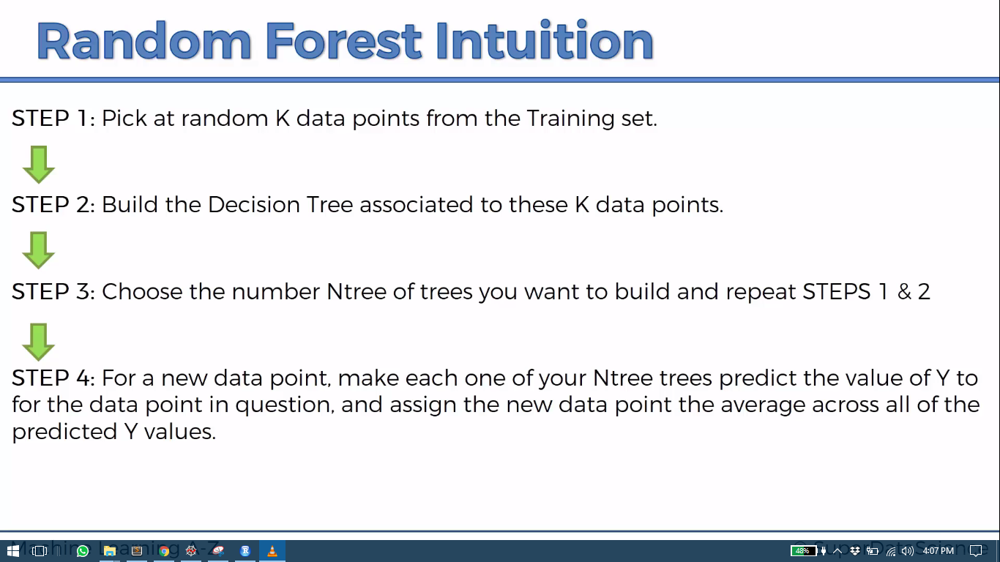 Random Forest Intuition
STEP 1: Pick at random K data points from the Training set.
STEP 2: Build the Decision Tree associated to these K data points.
STEP 3: Choose the number Ntree of trees you want to build and repeat STEPS 1 & 2
STEP 4: For a new data point, make each one of your Ntree trees predict the value of Y to
for the data point in question, and assign the new data point the average across all of the
predicted Y values.
Machine Learning A-Z
© SuperDataScience
48%
4:07 PM